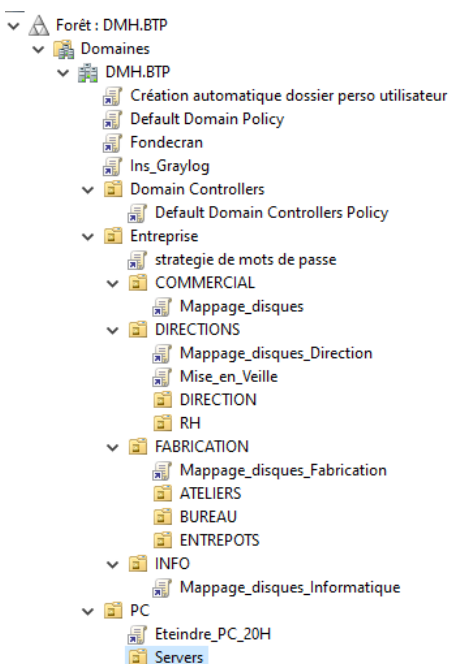 Forêt : DMH.BTP
Domaines
DMH.BTP
Création automatique dossier perso utilisateur
Default Domain Policy
Fondecran
Ins_Graylog
Domain Controllers
Default Domain Controllers Policy
Entreprise
strategie de mots de passe
COMMERCIAL
Mappage_disques
DIRECTIONS
Mappage_disques_Direction
Mise_en_Veille
DIRECTION
RH
FABRICATION
Mappage_disques_Fabrication
ATELIERS
BUREAU
ENTREPOTS
INFO
Mappage_disques_Informatique
PC
Eteindre_PC_20H
Servers